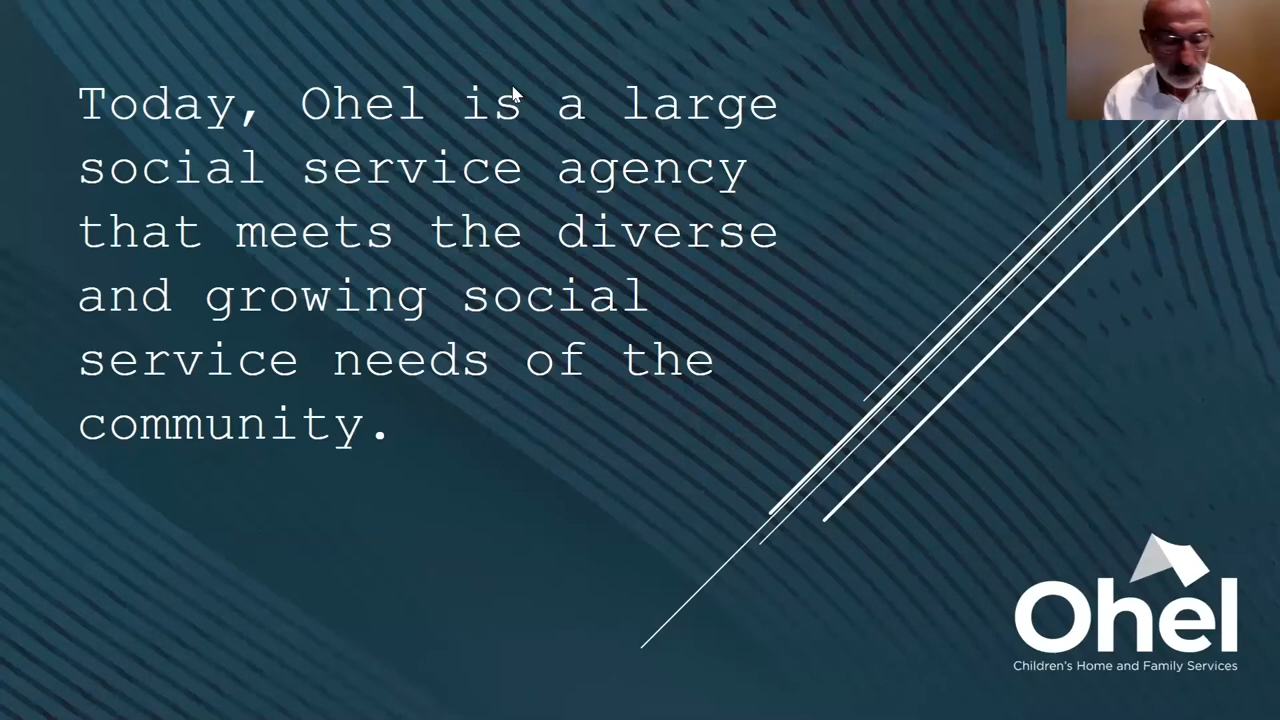 Today, Ohel is a large
social service agency
that meets the diverse
and growing social
service needs of the
community.
Ohel
Children's Home and Family Services